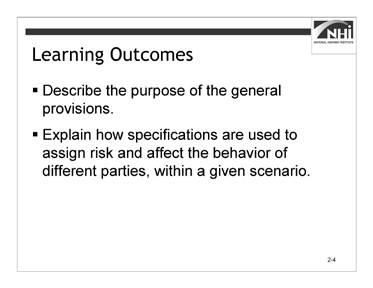 NHI
NATIONAL HIGHWAY INSTITUTE
Learning Outcomes
▪ Describe the purpose of the general
provisions.
▪ Explain how specifications are used to
assign risk and affect the behavior of
different parties, within a given scenario.
2-4